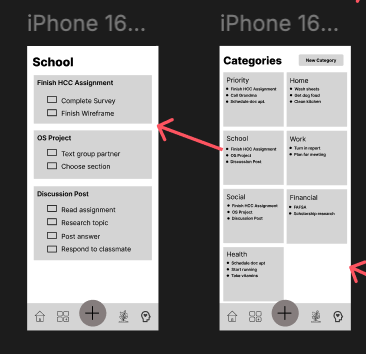 iPhone 16...
School
Finish HCC Assignment
Complete Survey
Finish Wireframe
OS Project
Text group partner
Choose section
Discussion Post
Read assignment
Research topic
Post answer
Respond to classmate
iPhone 16...
Categories
New Category
Priority
Finish HCC Assignment
Call Grandma
Schedule doc apt.
Home
Wash sheets
Get dog food
Clean kitchen
School
Finish HCC Assignment
OS Project
Discussion Post
Work
Turn in report
Plan for meeting
Social
Finish HCC Assignment
OS Project
Discussion Post
Financial
FAFSA
Scholarship research
Health
Schedule doc apt
Start running
Take vitamins